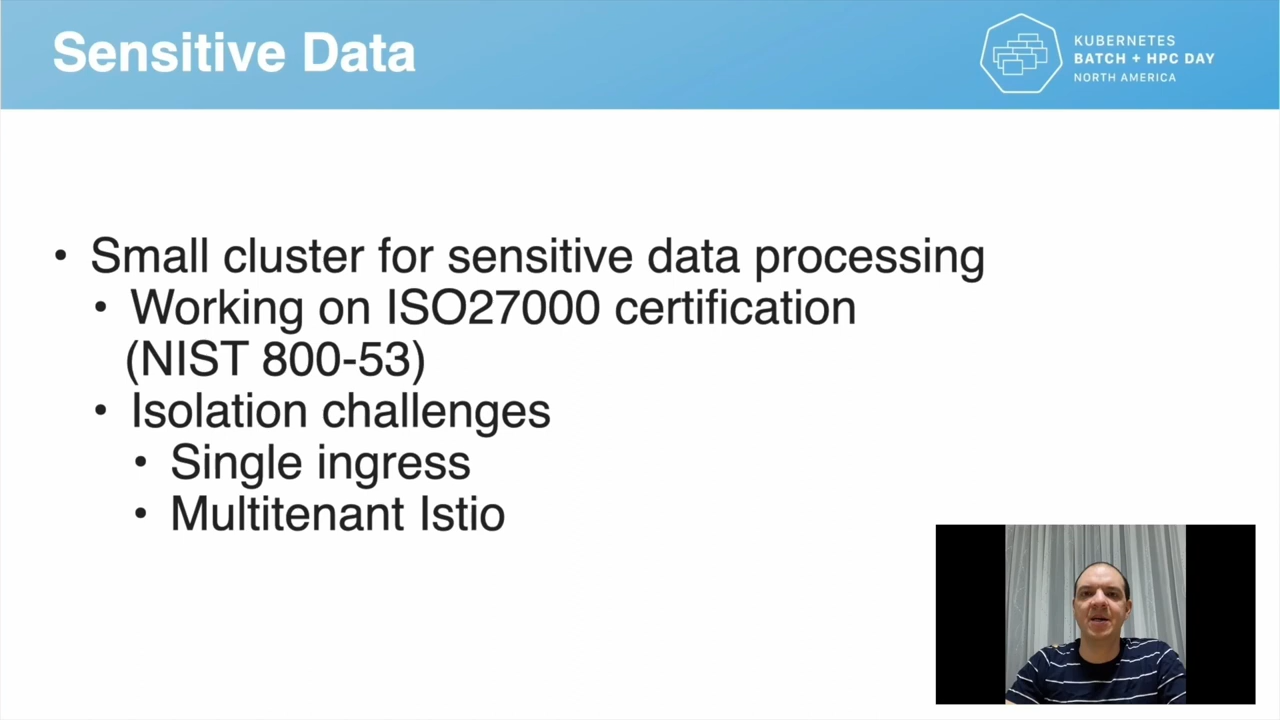 Sensitive Data
KUBERNETES
BATCH + HPC DAY
NORTH AMERICA
• Small cluster for sensitive data processing
• Working on ISO27000 certification
(NIST 800-53)
• Isolation challenges
• Single ingress
• Multitenant Istio